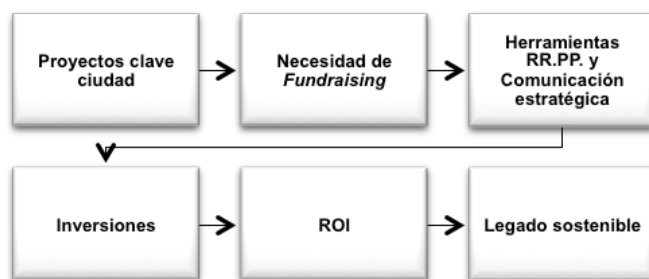 Proyectos clave
ciudad
Necesidad de
Fundraising
Herramientas
RR.PP. y
Comunicación
estratégica
Inversiones
ROI
Legado sostenible